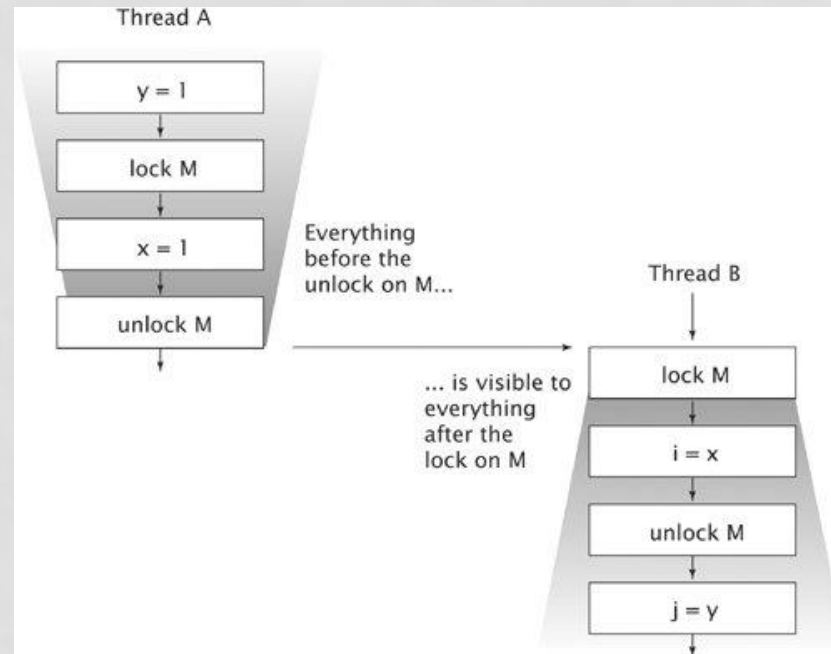 Thread A
y = 1
lock M
x = 1
unlock M
Everything
before the
unlock on M...
Thread B
... is visible to
everything
after the
lock on M
lock M
i = x
unlock M
j = y